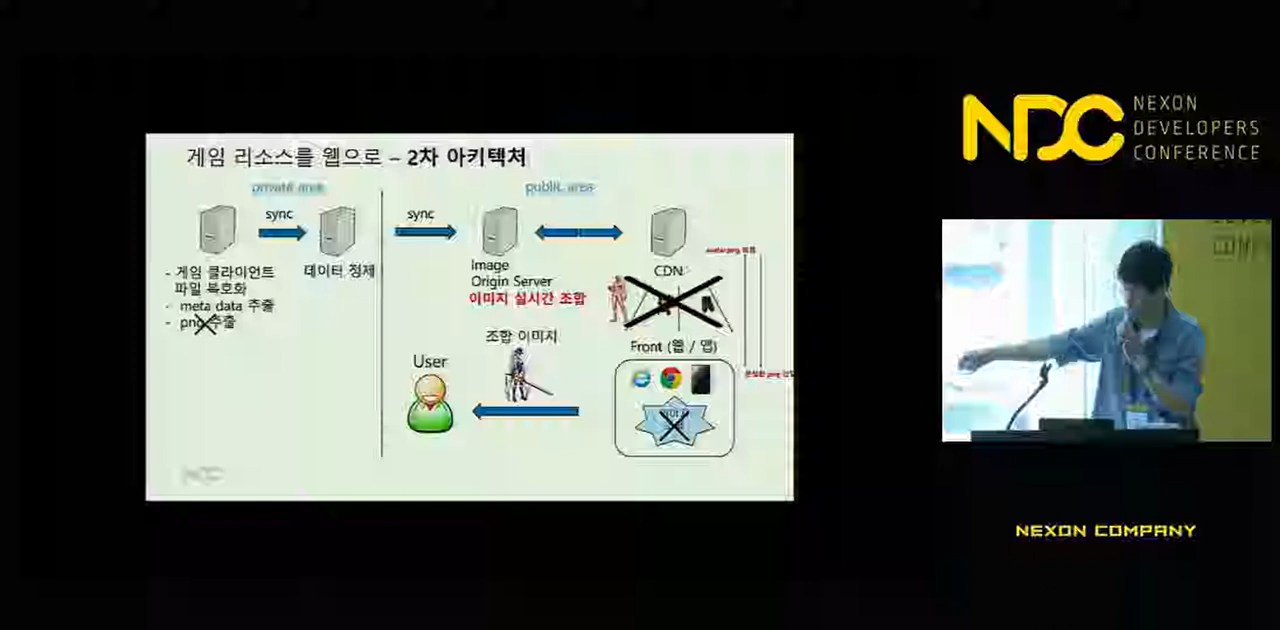 게임 리소스를 웹으로 – 2차 아키텍쳐
private area
public area
sync
sync
- 게임 클라이언트
파일 복호화
- meta data 추출
- png 추출
데이터 정제
Image
Origin Server
이미지 실시간 조합
CDN
조합 이미지
Front (웹 / 앱)
User
NDC
NDC
NEXON
DEVELOPERS
CONFERENCE
NEXON COMPANY